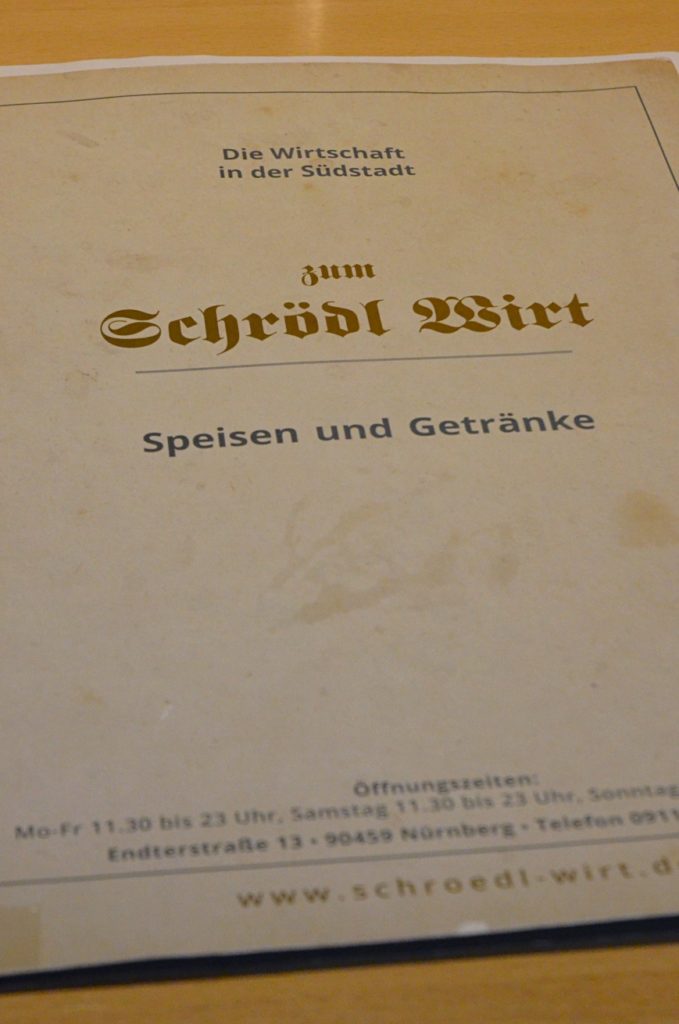 Die Wirtschaft
in der Südstadt
zum
Schrödl Wirt
Speisen und Getränke
Öffnungszeiten:
Mo-Fr 11.30 bis 23 Uhr, Samstag 11.30 bis 23 Uhr, Sonntag
Endterstraße 13 • 90459 Nürnberg • Telefon 0911
www.schroedl-wirt.d